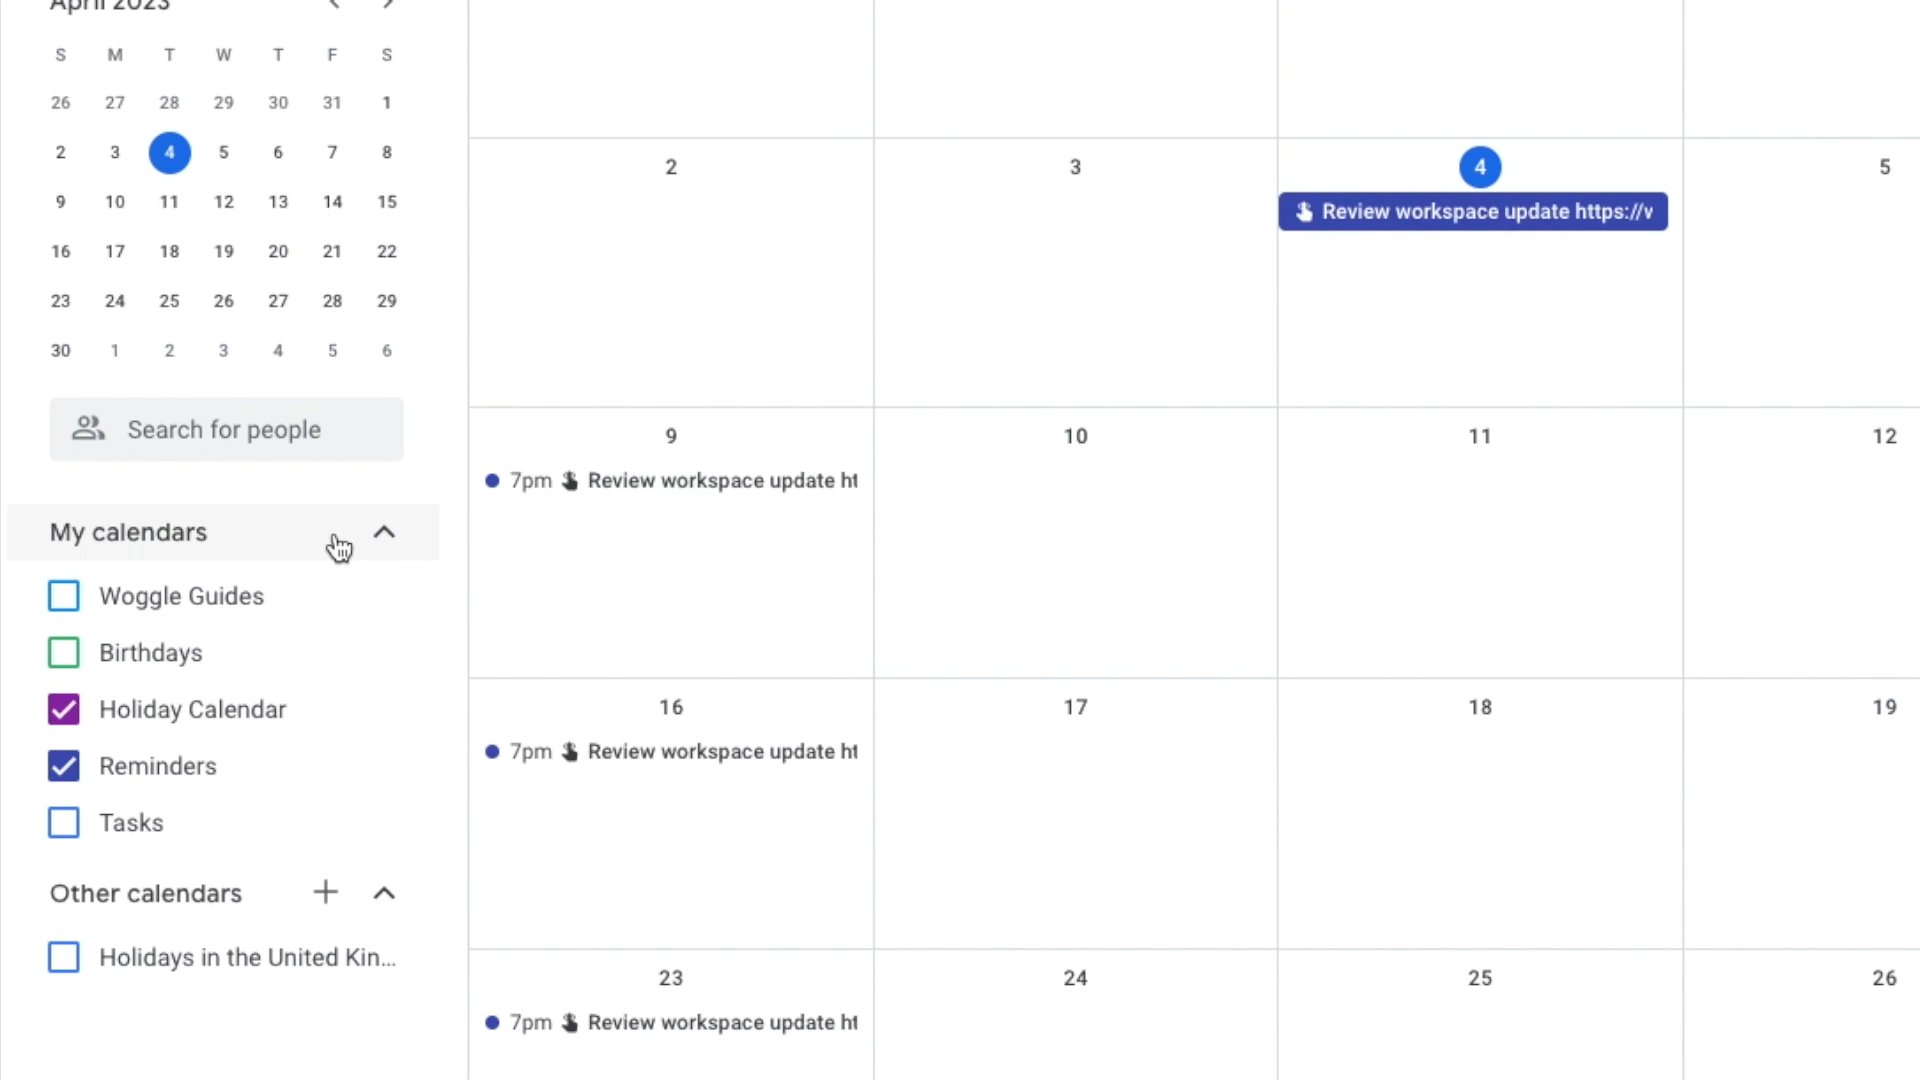 April 2023
S M T W T F S
26 27 28 29 30 31 1
2 3 4 5 6 7 8
9 10 11 12 13 14 15
16 17 18 19 20 21 22
23 24 25 26 27 28 29
30 1 2 3 4 5 6
Search for people
My calendars
Woggle Guides
Birthdays
Holiday Calendar
Reminders
Tasks
Other calendars
Holidays in the United Kin...
2 3 4 5
Review workspace update https://v
9 10 11 12
7pm Review workspace update ht
16 17 18 19
7pm Review workspace update ht
23 24 25 26
7pm Review workspace update ht